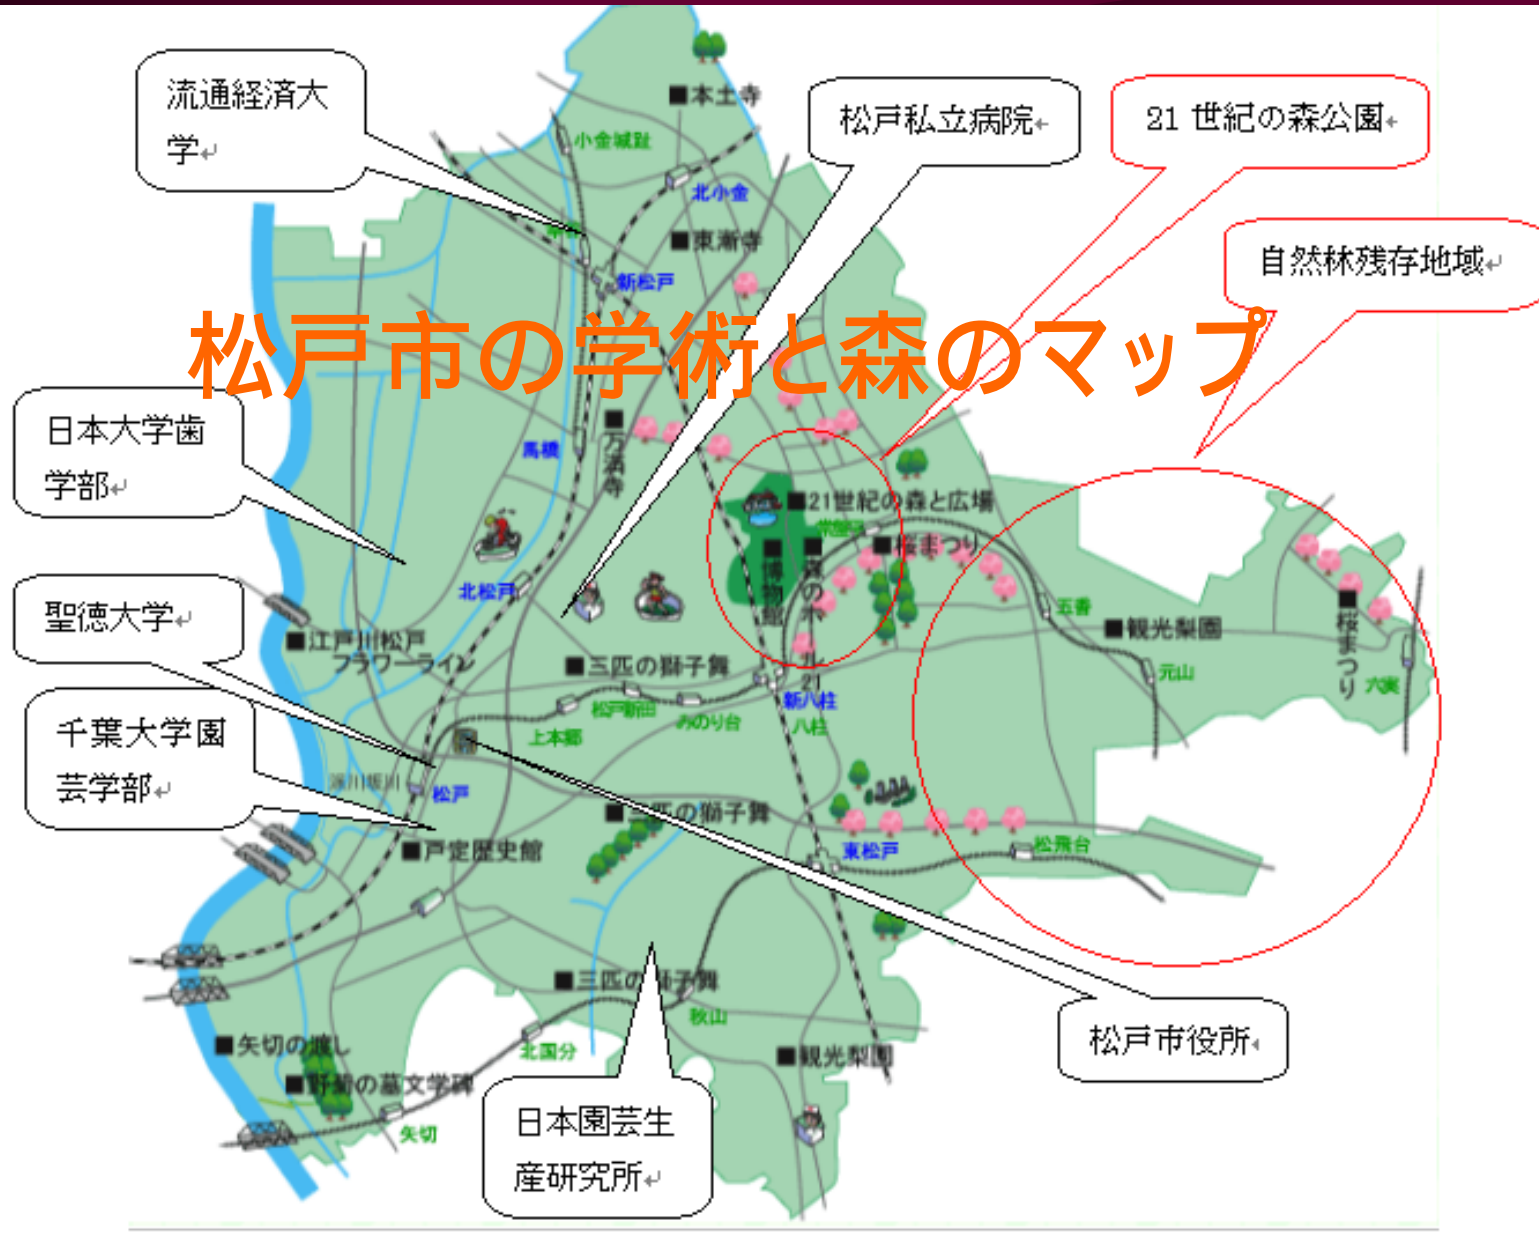 流通経済大
学
松戸私立病院
21 世紀の森公園
自然林残存地域
松戸市の学術と森のマップ
日本大学歯
学部
聖徳大学
千葉大学園
芸学部
日本園芸生
産研究所
松戸市役所
■本土寺
小金城趾
北小金
■東漸寺
新松戸
馬橋
■万満寺
■21世紀の森と広場
常盤平
■桜まつり
■博物館
■森のホール21
北松戸
■江戸川松戸
フラワーライン
■三匹の獅子舞
松戸新田
みのり台
上本郷
新八柱
八柱
五香
■観光梨園
元山
■桜まつり
六実
松戸
■戸定歴史館
■三匹の獅子舞
東松戸
松飛台
■三匹の獅子舞
秋山
北国分
■矢切の渡し
■野菊の墓文学碑
矢切
■観光梨園